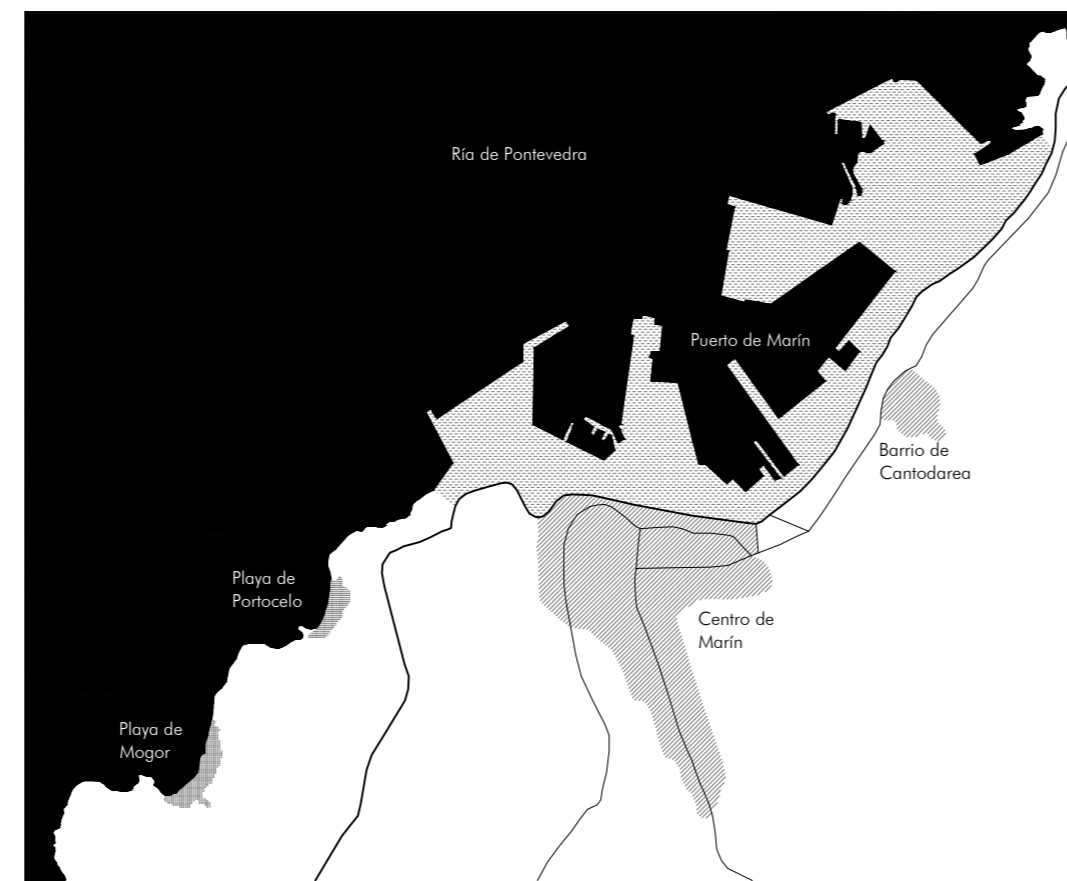 Ría de Pontevedra
Puerto de Marín
Barrio de
Cantodarea
Playa de
Portocelo
Centro de
Marín
Playa de
Mogor